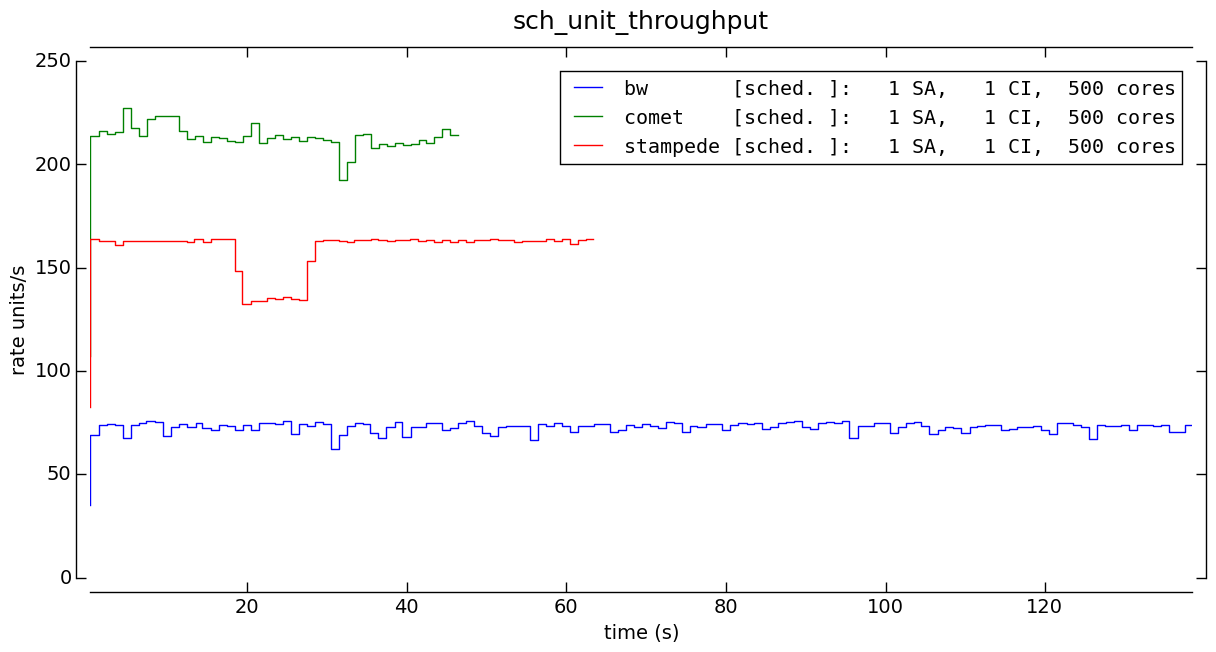 sch_unit_throughput
250
200
150
100
50
0
rate units/s
bw       [sched. ]:   1 SA,   1 CI,  500 cores
comet    [sched. ]:   1 SA,   1 CI,  500 cores
stampede [sched. ]:   1 SA,   1 CI,  500 cores
20 40 60 80 100 120
time (s)